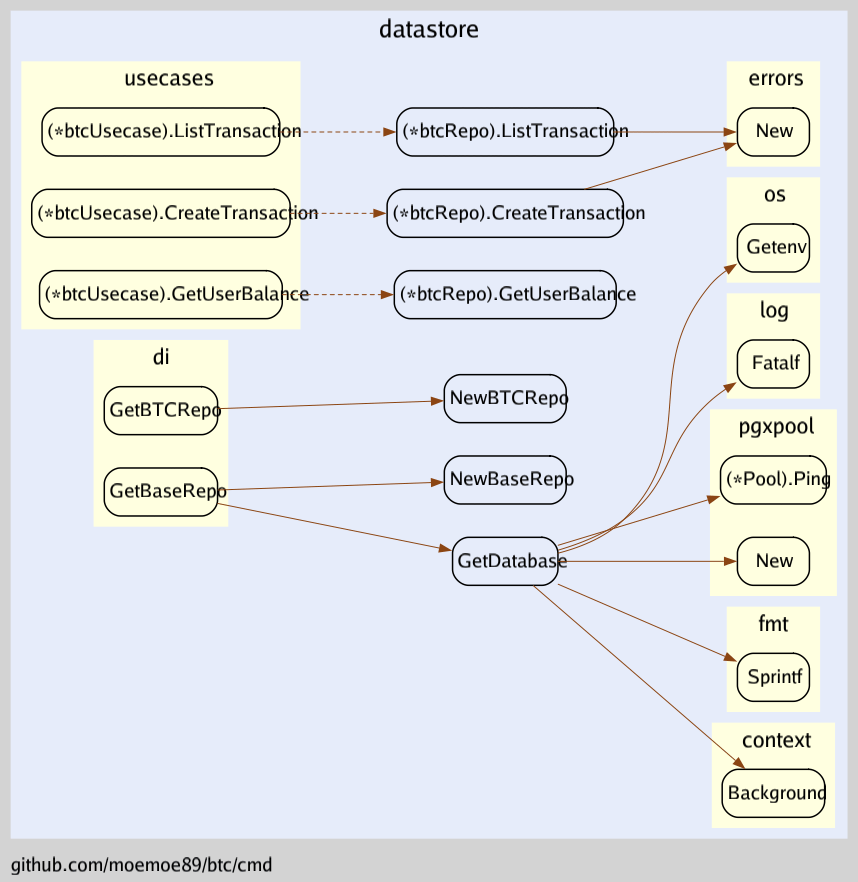 datastore
usecases
(*btcUsecase).ListTransaction
(*btcUsecase).CreateTransaction
(*btcUsecase).GetUserBalance
di
GetBTCRepo
GetBaseRepo
(*btcRepo).ListTransaction
(*btcRepo).CreateTransaction
(*btcRepo).GetUserBalance
NewBTCRepo
NewBaseRepo
GetDatabase
errors
New
os
Getenv
log
Fatalf
pgxpool
(*Pool).Ping
New
fmt
Sprintf
context
Background
github.com/moemoe89/btc/cmd